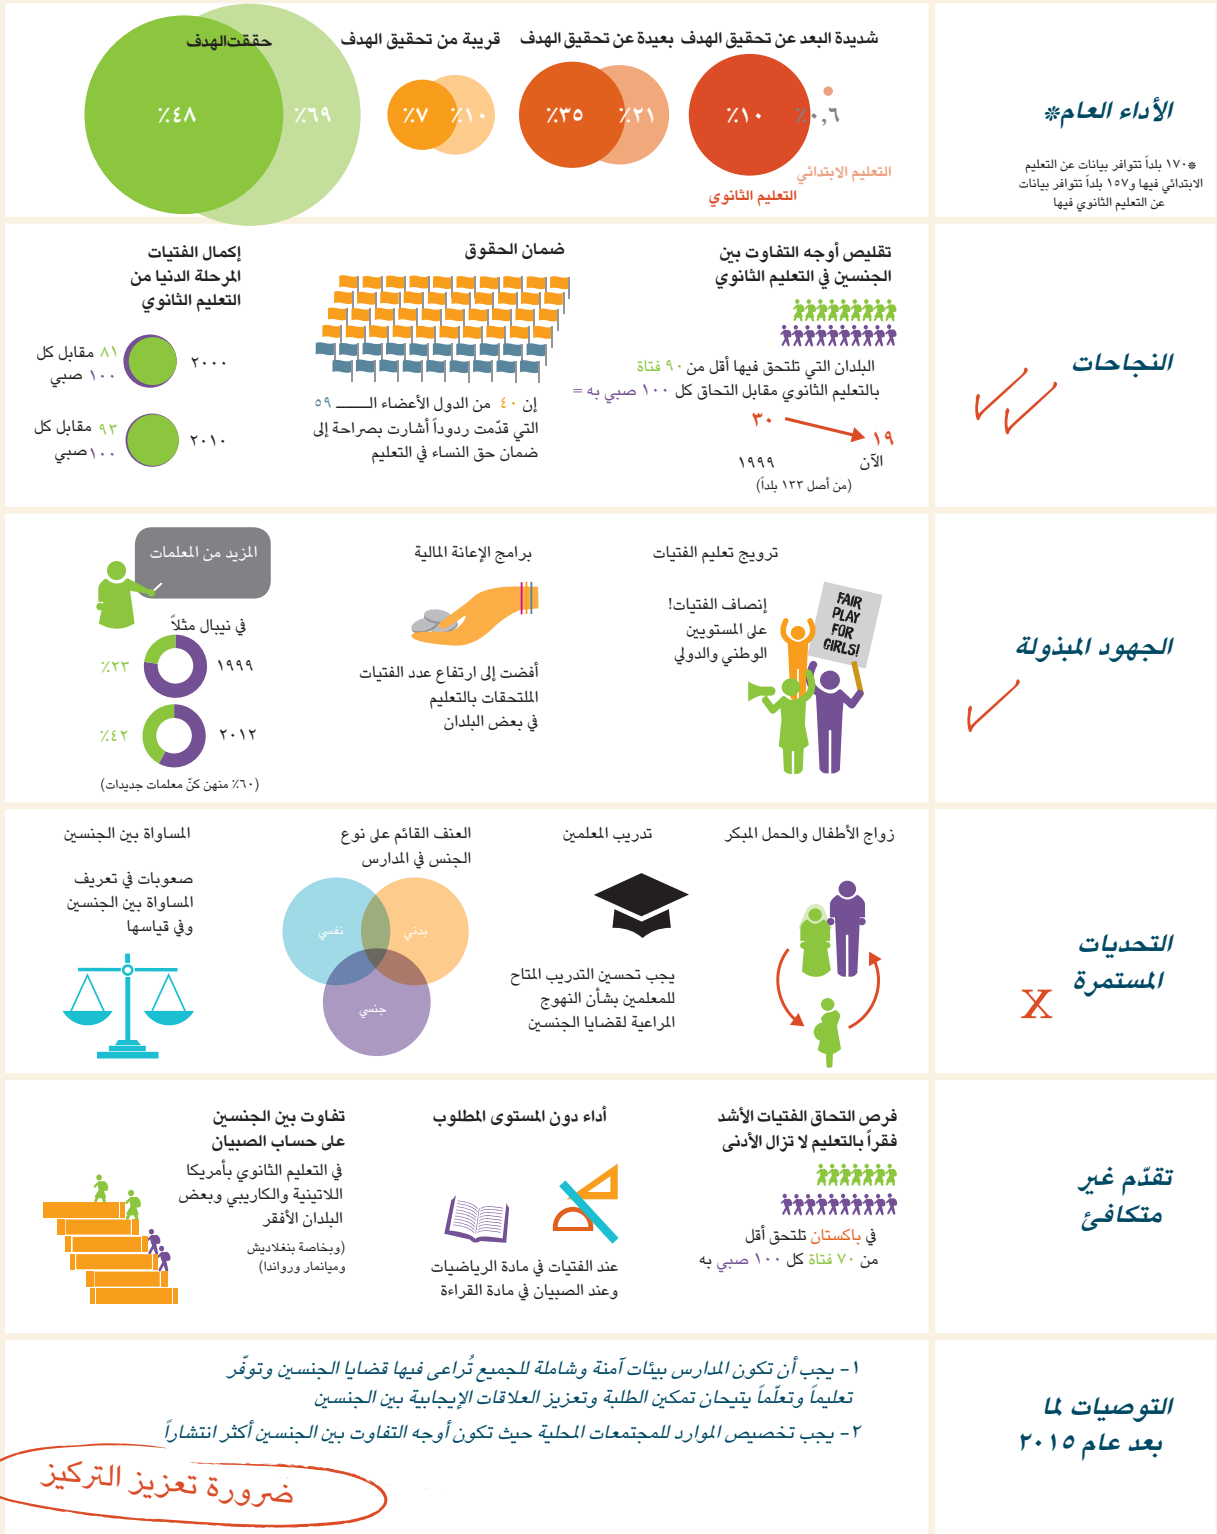 الأداء العام*
*١٧٠ بلداً تتوافر بيانات عن التعليم
الابتدائي فيها و١٥٧ بلداً تتوافر بيانات
عن التعليم الثانوي فيها
شديدة البعد عن تحقيق الهدف
٪٠,٦
٪١٠
بعيدة عن تحقيق الهدف
٪٢١
٪٣٥
قريبة من تحقيق الهدف
٪١٠
٪٧
حققت الهدف
٪٦٩
٪٤٨
التعليم الابتدائي
التعليم الثانوي
النجاحات
تقليص أوجه التفاوت بين
الجنسين في التعليم الثانوي
البلدان التي تلتحق فيها أقل من ٩٠ فتاة
بالتعليم الثانوي مقابل التحاق كل ١٠٠ صبي به =
٣٠
١٩
الآن
١٩٩٩
(من أصل ١٣٣ بلداً)
ضمان الحقوق
إن ٤٠ من الدول الأعضاء الـــــ ٥٩
التي قدّمت ردوداً أشارت بصراحة إلى
ضمان حق النساء في التعليم
إكمال الفتيات
المرحلة الدنيا من
التعليم الثانوي
٢٠٠٠
٨١ مقابل كل
١٠٠ صبي
٢٠١٠
٩٣ مقابل كل
١٠٠ صبي
الجهود المبذولة
ترويج تعليم الفتيات
إنصاف الفتيات!
على المستويين
الوطني والدولي
FAIR
PLAY
FOR
GIRLS!
برامج الإعانة المالية
أفضت إلى ارتفاع عدد الفتيات
الملتحقات بالتعليم
في بعض البلدان
المزيد من المعلمات
في نيبال مثلاً
١٩٩٩
٪٢٣
٢٠١٢
٪٤٢
(٦٠٪ منهن كنّ معلمات جديدات)
التحديات
المستمرة
X
زواج الأطفال والحمل المبكر
تدريب المعلمين
يجب تحسين التدريب المتاح
للمعلمين بشأن النهوج
المراعية لقضايا الجنسين
العنف القائم على نوع
الجنس في المدارس
بدني
نفسي
جنسي
المساواة بين الجنسين
صعوبات في تعريف
المساواة بين الجنسين
وفي قياسها
تقدّم غير
متكافئ
فرص التحاق الفتيات الأشد
فقراً بالتعليم لا تزال الأدنى
في باكستان تلتحق أقل
من ٧٠ فتاة كل ١٠٠ صبي به
أداء دون المستوى المطلوب
عند الفتيات في مادة الرياضيات
وعند الصبيان في مادة القراءة
تفاوت بين الجنسين
على حساب الصبيان
في التعليم الثانوي بأمريكا
اللاتينية والكاريبي وبعض
البلدان الأفقر
(وبخاصة بنغلاديش
وميانمار ورواندا)
التوصيات لما
بعد عام ٢٠١٥
١- يجب أن تكون المدارس بيئات آمنة وشاملة للجميع تُراعى فيها قضايا الجنسين وتوفّر
تعليماً وتعلّماً يتيحان تمكين الطلبة وتعزيز العلاقات الإيجابية بين الجنسين
٢- يجب تخصيص الموارد للمجتمعات المحلية حيث تكون أوجه التفاوت بين الجنسين أكثر انتشاراً
ضرورة تعزيز التركيز